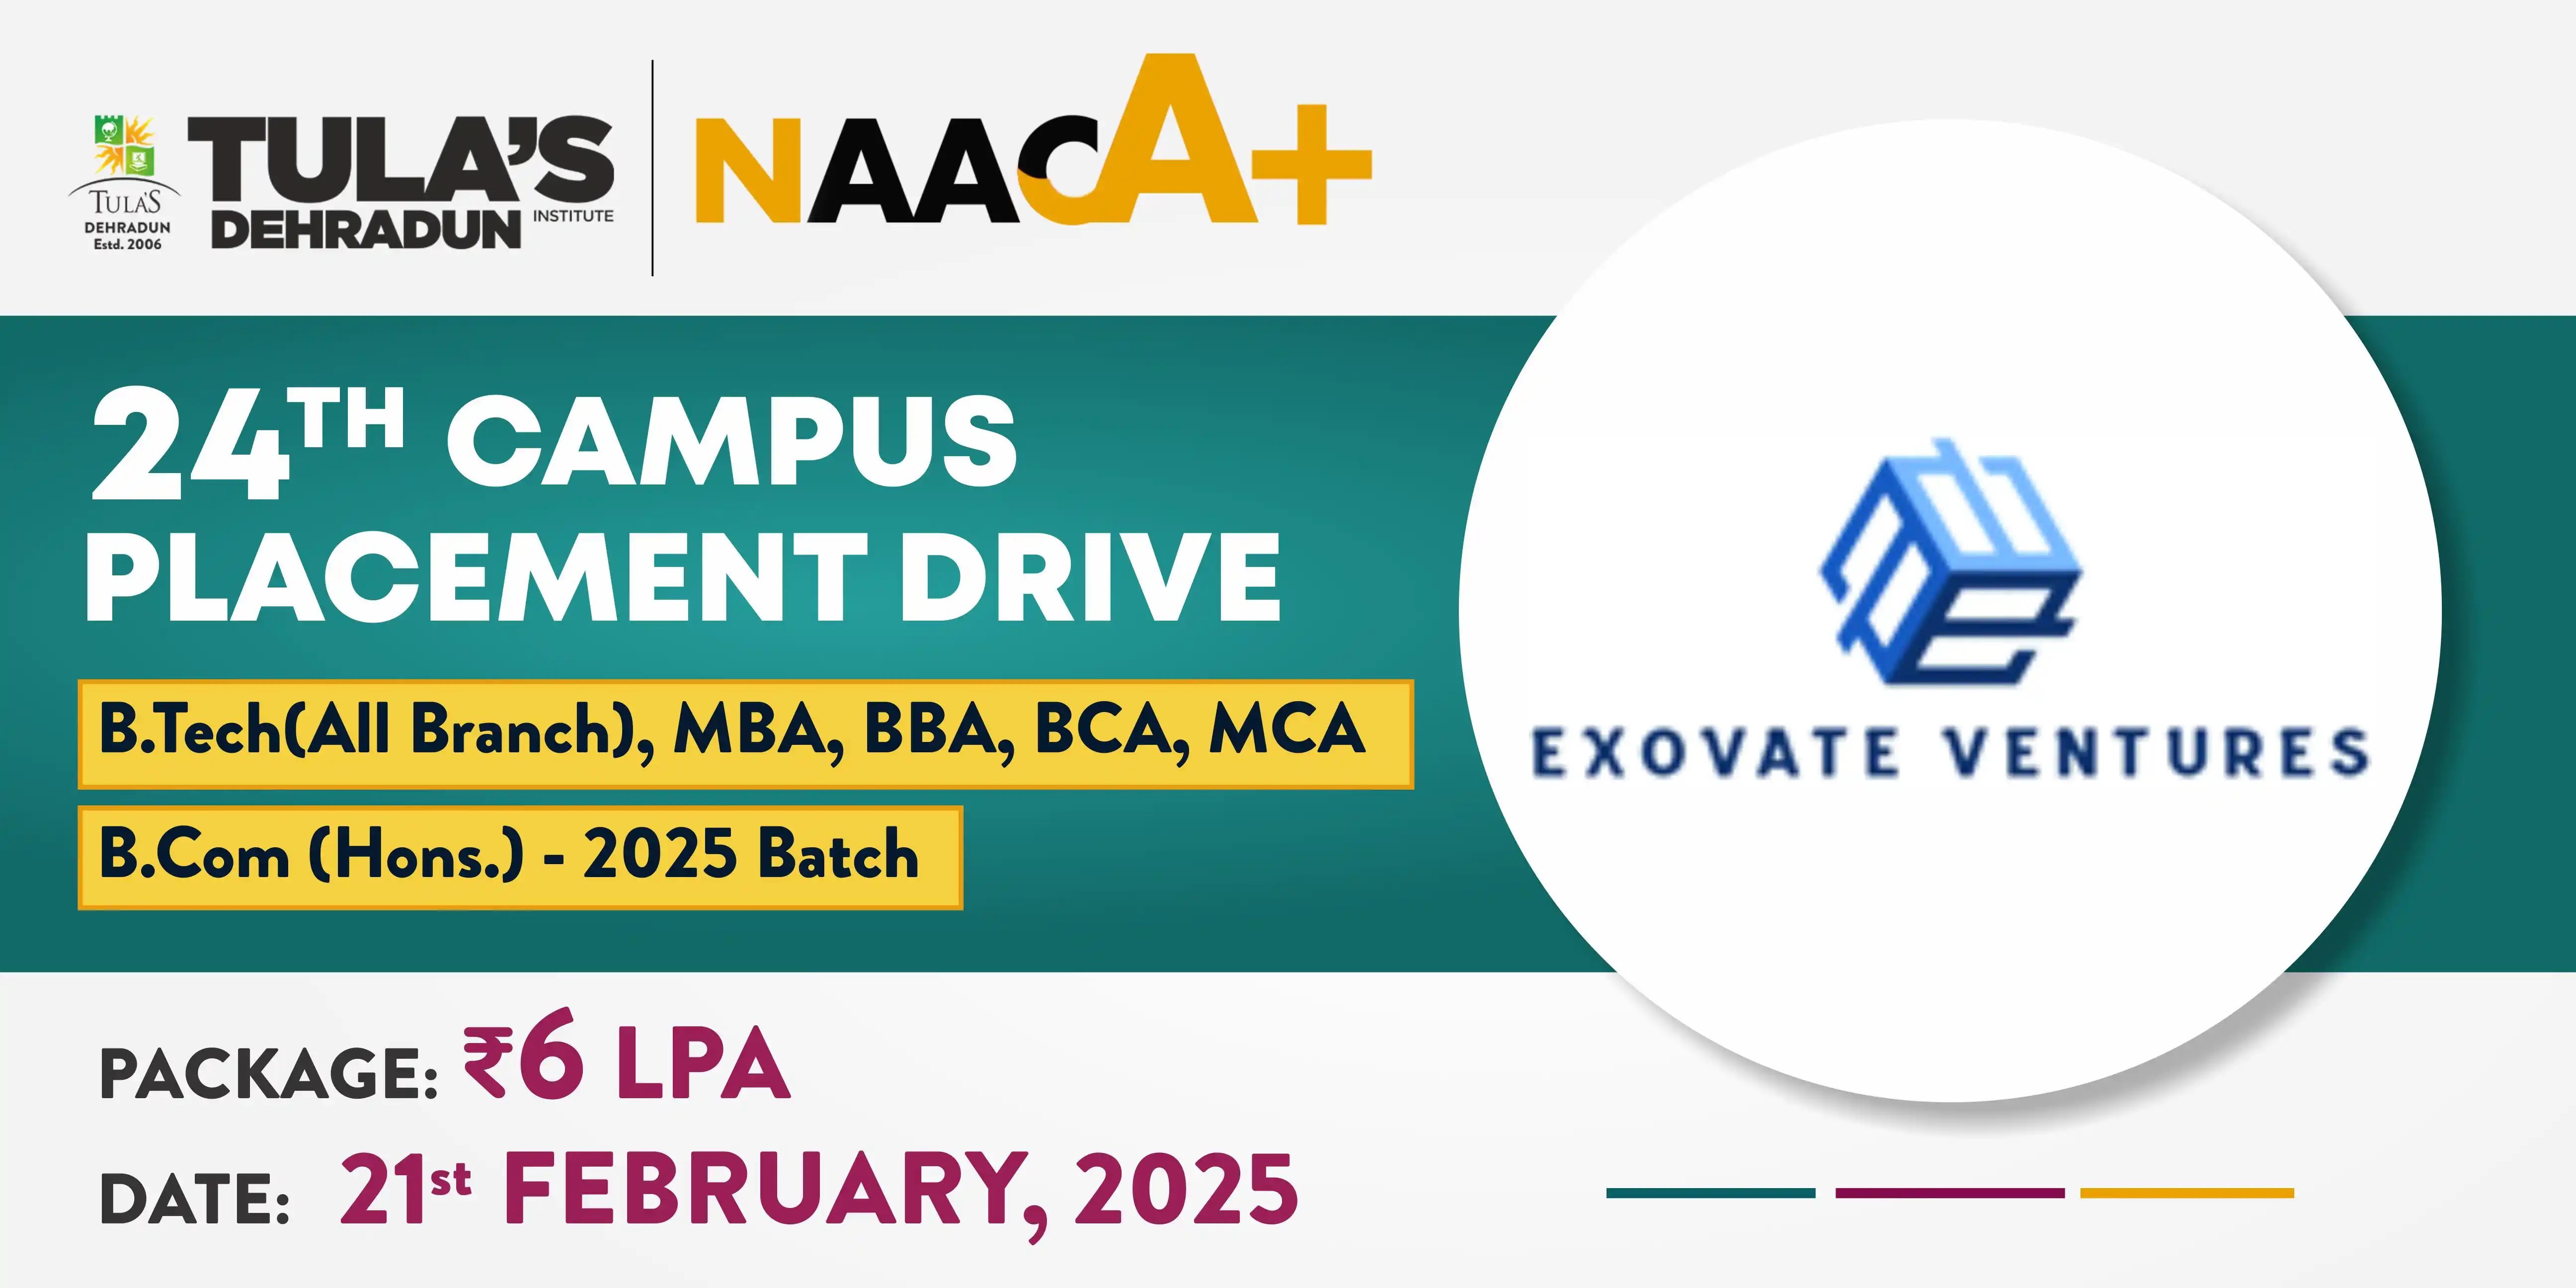 TULA'S
DEHRADUN
Estd. 2006
TULA'S
DEHRADUN INSTITUTE
NAAC A+
24TH CAMPUS
PLACEMENT DRIVE
B.Tech(All Branch), MBA, BBA, BCA, MCA
B.Com (Hons.) - 2025 Batch
EXOVATE VENTURES
PACKAGE: ₹6 LPA
DATE: 21st FEBRUARY, 2025